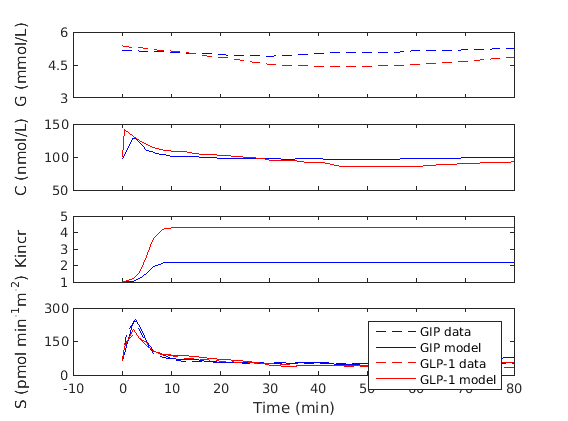 G (mmol/L)
6
4.5
3
C (nmol/L)
150
100
50
Kincr
5
4
3
2
1
S (pmol min⁻¹m⁻²)
300
150
0
GIP data
GIP model
GLP-1 data
GLP-1 model
-10 0 10 20 30 40 50 60 70 80
Time (min)